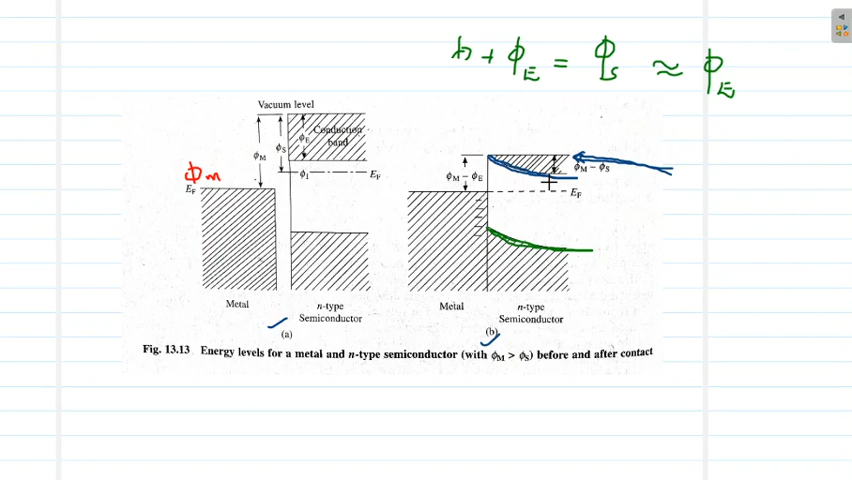 n + ϕE = ϕS ≈ ϕE
Vacuum level
Conduction
band
ϕE
ϕS
ϕM
ϕm
EF
ϕ1
EF
ϕM − ϕE
ϕM − ϕS
EF
Metal
n-type
Semiconductor
Metal
n-type
Semiconductor
(a)
(b)
Fig. 13.13 Energy levels for a metal and n-type semiconductor (with ϕM > ϕS) before and after contact